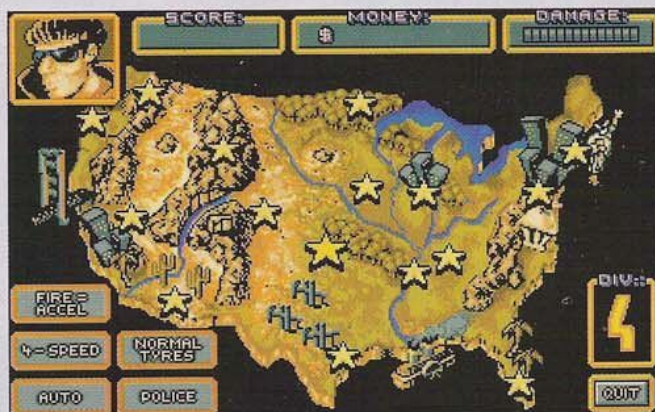 SCORE:
MONEY:
DAMAGE:
$
FIRE =
ACCEL
4-SPEED
NORMAL
TYRES
AUTO
POLICE
DIV::
4
QUIT